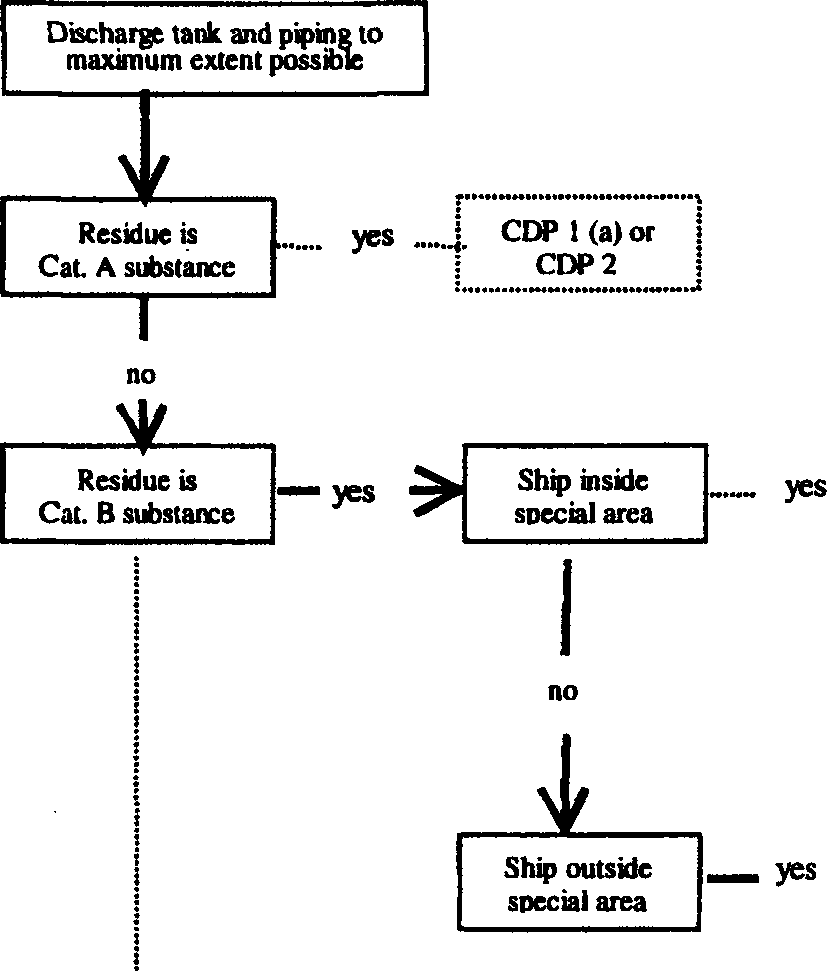 Discharge tank and piping to
maximum extent possible
Residue is
Cat. A substance
yes
CDP 1 (a) or
CDP 2
no
Residue is
Cat. B substance
yes
Ship inside
special area
yes
no
Ship outside
special area
yes